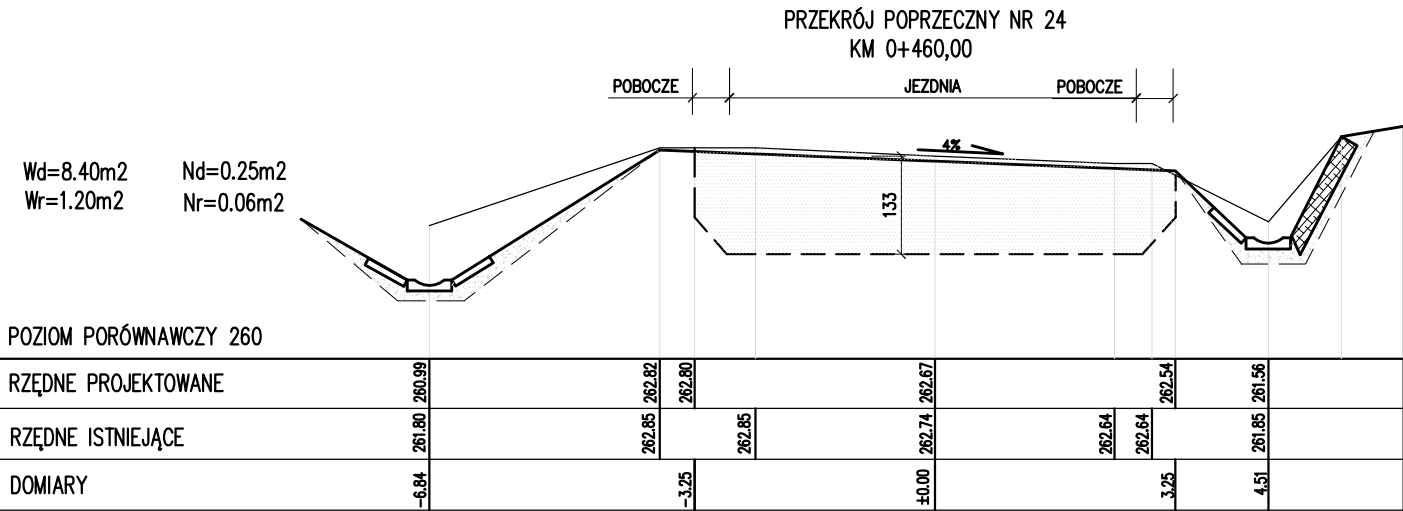 PRZEKRÓJ POPRZECZNY NR 24
KM 0+460,00
POBOCZE JEZDNIA POBOCZE
4%
Wd=8.40m2 Nd=0.25m2
Wr=1.20m2 Nr=0.06m2
133
POZIOM PORÓWNAWCZY 260
RZĘDNE PROJEKTOWANE 260.99 262.82 262.80 262.67 262.54 261.56
RZĘDNE ISTNIEJĄCE 261.80 262.85 262.85 262.74 262.64 262.64 261.85
DOMIARY -6.84 -3.25 ±0.00 3.25 4.51